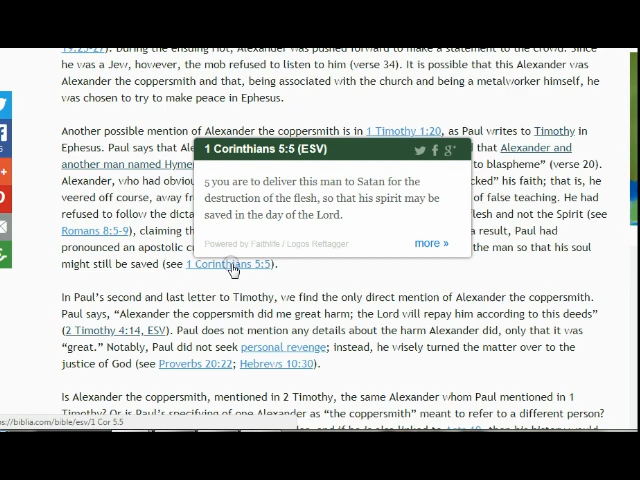 19:23-27). During the ensuing riot, Alexander was pushed forward to make a statement to the crowd. Since
he was a Jew, however, the mob refused to listen to him (verse 34). It is possible that this Alexander was
Alexander the coppersmith and that, being associated with the church and being a metalworker himself, he
was chosen to try to make peace in Ephesus.
Another possible mention of Alexander the coppersmith is in 1 Timothy 1:20, as Paul writes to Timothy in
Ephesus. Paul says that Ale
that Alexander and
another man named Hyme
to blaspheme” (verse 20).
Alexander, who had obviou
cked” his faith; that is, he
veered off course, away fr
of false teaching. He had
refused to follow the dicta
flesh and not the Spirit (see
Romans 8:5-9), claiming th
a result, Paul had
pronounced an apostolic c
the man so that his soul
might still be saved (see 1 Corinthians 5:5).
1 Corinthians 5:5 (ESV)
5 you are to deliver this man to Satan for the
destruction of the flesh, so that his spirit may be
saved in the day of the Lord.
Powered by Faithlife / Logos Reftagger
more »
In Paul’s second and last letter to Timothy, we find the only direct mention of Alexander the coppersmith.
Paul says, “Alexander the coppersmith did me great harm; the Lord will repay him according to this deeds”
(2 Timothy 4:14, ESV). Paul does not mention any details about the harm Alexander did, only that it was
“great.” Notably, Paul did not seek personal revenge; instead, he wisely turned the matter over to the
justice of God (see Proverbs 20:22; Hebrews 10:30).
Is Alexander the coppersmith, mentioned in 2 Timothy, the same Alexander whom Paul mentioned in 1
Timothy? Or is Paul’s specifying of one Alexander as “the coppersmith” meant to refer to a different person?
ps://biblia.com/bible/esv/1 Cor 5.5